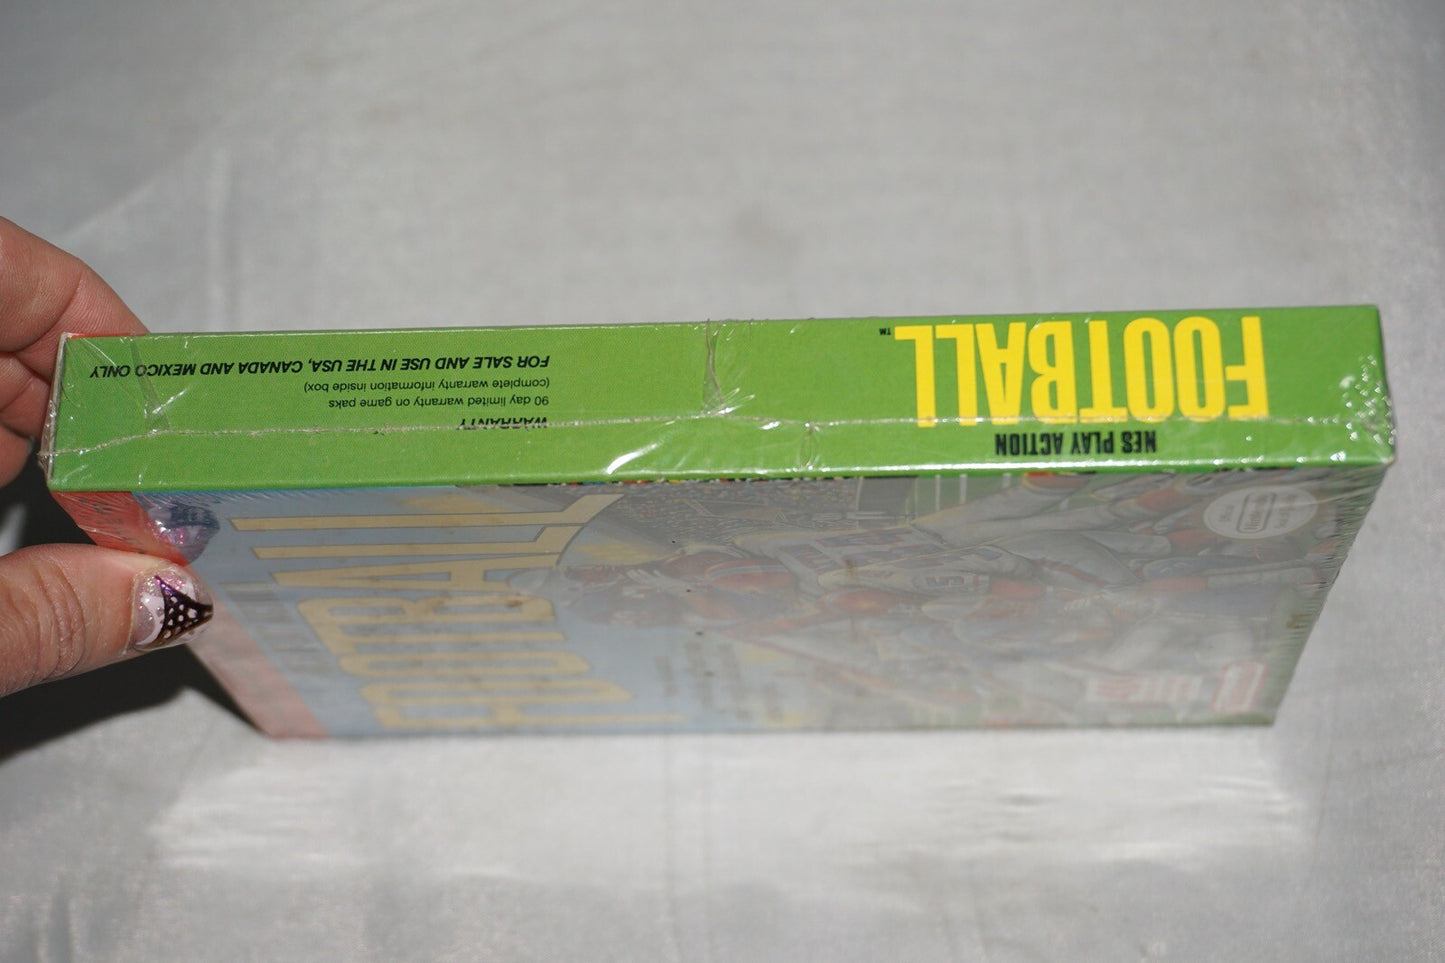 NES PLAY ACTION
FOOTBALL™
WARRANTY
90 day limited warranty on game paks
(complete warranty information inside box)
FOR SALE AND USE IN THE USA, CANADA AND MEXICO ONLY
FOOTBALL